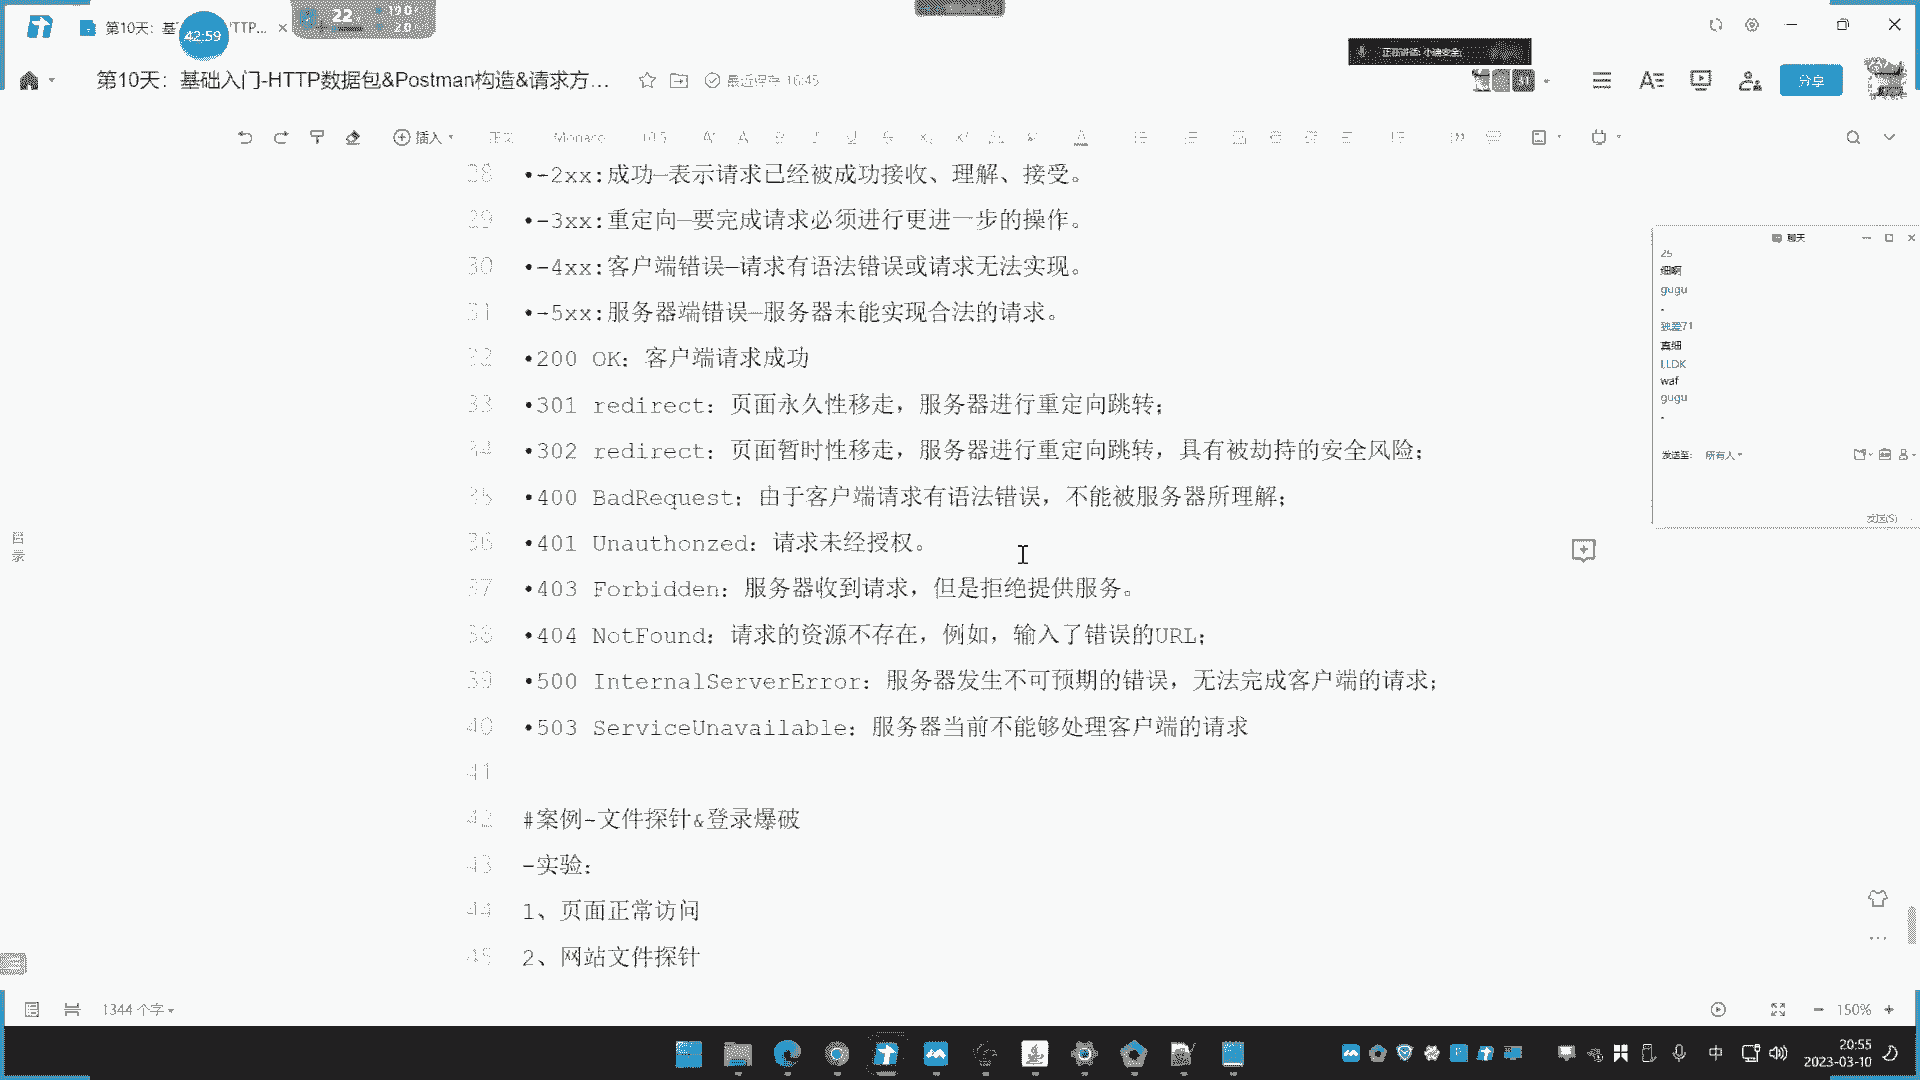 第10天：基
TTP...
42:59
22
正在讲话: 小迪安全;
第10天：基础入门-HTTP数据包&Postman构造&请求方...
最近保存 16:45
分享
插入
正文
Monaco
10.5
28 •-2xx:成功—表示请求已经被成功接收、理解、接受。
29 •-3xx:重定向—要完成请求必须进行更进一步的操作。
30 •-4xx:客户端错误—请求有语法错误或请求无法实现。
31 •-5xx:服务器端错误—服务器未能实现合法的请求。
32 •200 OK：客户端请求成功
33 •301 redirect：页面永久性移走，服务器进行重定向跳转；
34 •302 redirect：页面暂时性移走，服务器进行重定向跳转，具有被劫持的安全风险；
35 •400 BadRequest：由于客户端请求有语法错误，不能被服务器所理解；
36 •401 Unauthonzed：请求未经授权。
37 •403 Forbidden：服务器收到请求，但是拒绝提供服务。
38 •404 NotFound：请求的资源不存在，例如，输入了错误的URL；
39 •500 InternalServerError：服务器发生不可预期的错误，无法完成客户端的请求；
40 •503 ServiceUnavailable：服务器当前不能够处理客户端的请求
41
42 #案例-文件探针&登录爆破
43 -实验：
44 1、页面正常访问
45 2、网站文件探针
目录
聊天
25
细啊
gugu
.
独爱71
真细
LLDK
waf
gugu
.
发送至:
所有人
发送(S)
1344 个字
150%
中
20:55
2023-03-10